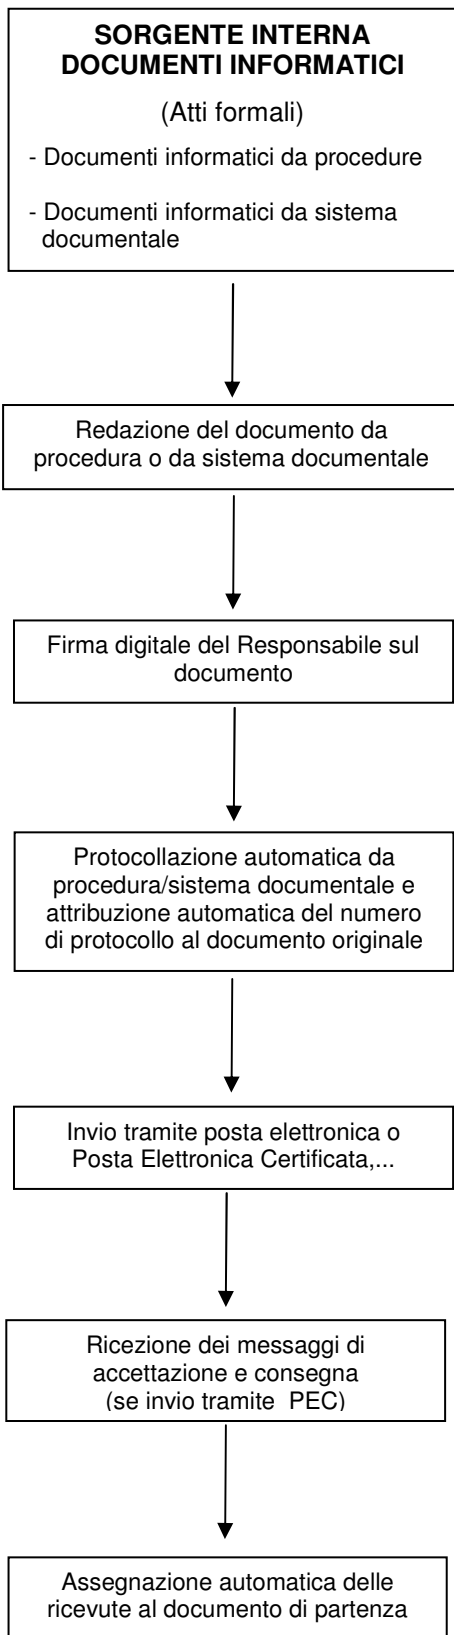 SORGENTE INTERNA
DOCUMENTI INFORMATICI
(Atti formali)
- Documenti informatici da procedure
- Documenti informatici da sistema
documentale
Redazione del documento da
procedura o da sistema documentale
Firma digitale del Responsabile sul
documento
Protocollazione automatica da
procedura/sistema documentale e
attribuzione automatica del numero
di protocollo al documento originale
Invio tramite posta elettronica o
Posta Elettronica Certificata,...
Ricezione dei messaggi di
accettazione e consegna
(se invio tramite PEC)
Assegnazione automatica delle
ricevute al documento di partenza